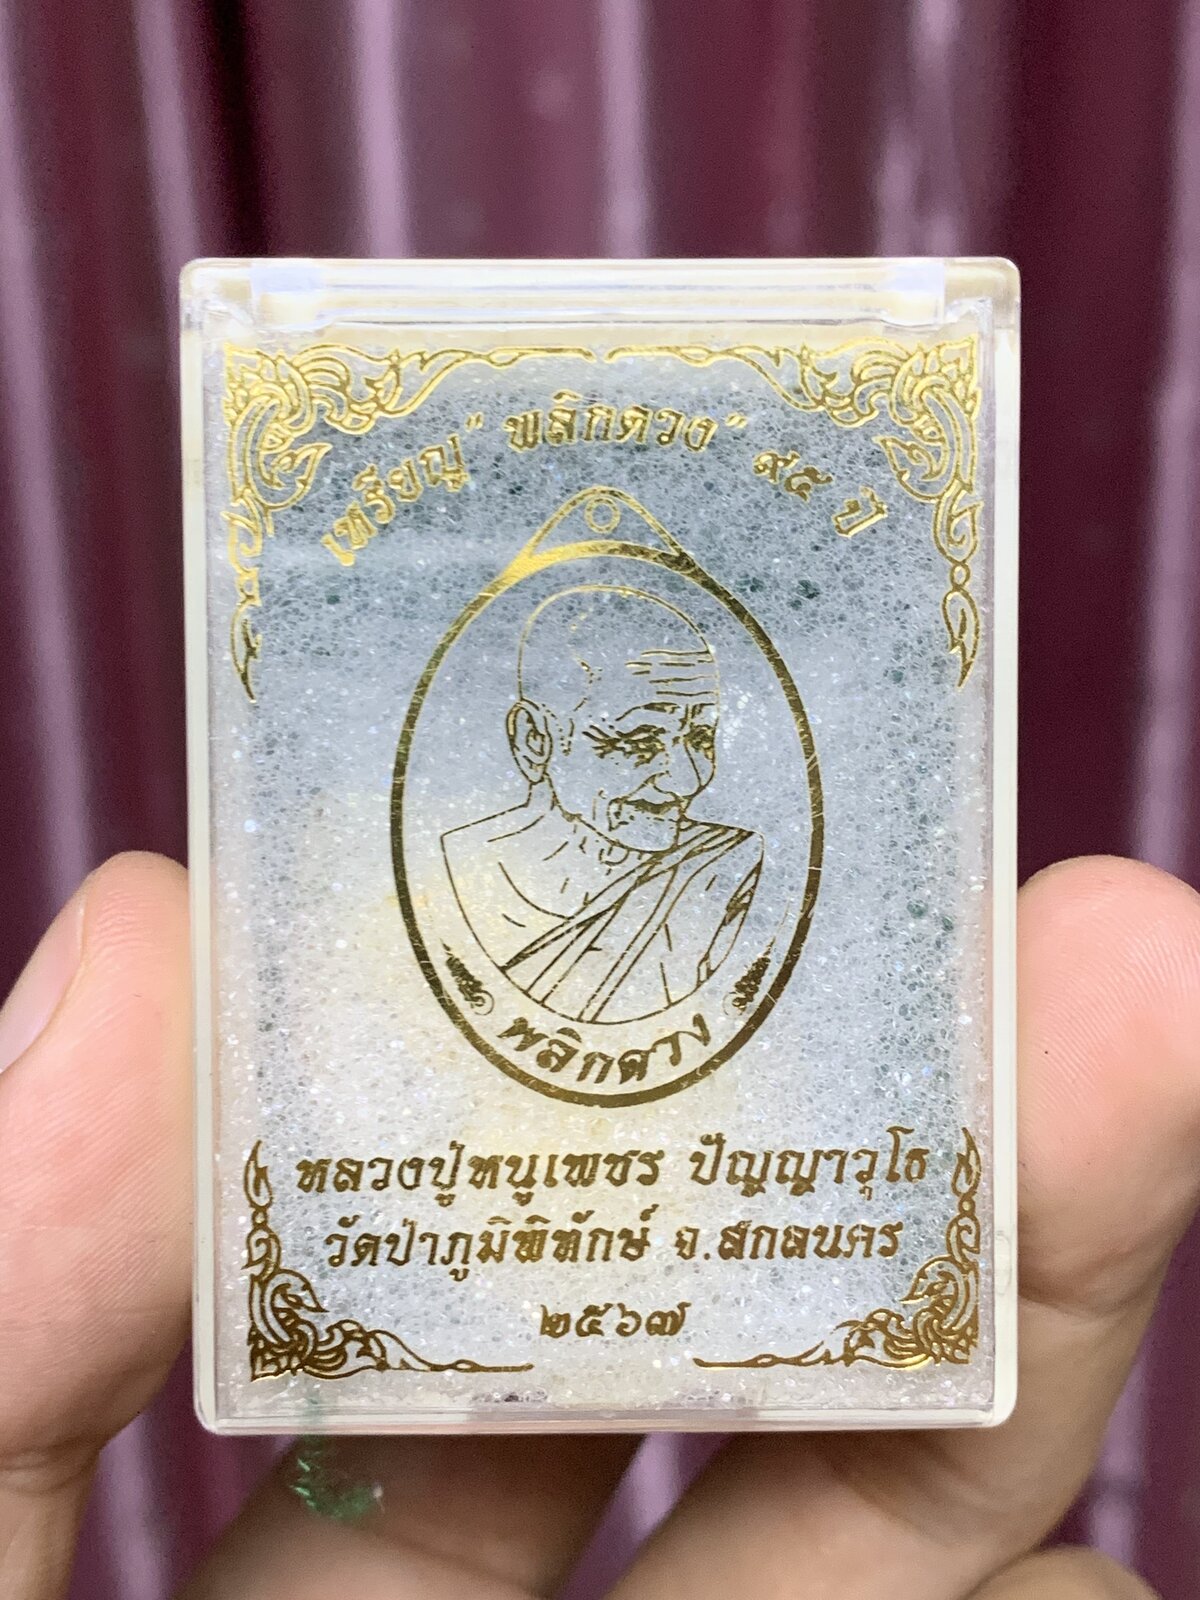 เหรียญ "พลิกดวง" ๙๕ ปี
พลิกดวง
หลวงปู่หนูเพชร ปัญญาวุโธ
วัดป่าภูมิพิทักษ์ จ.สกลนคร
๒๕๖๗